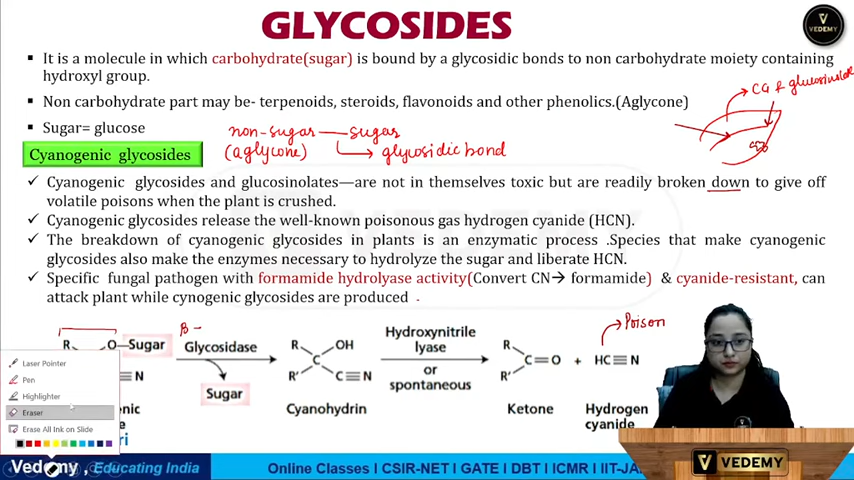 GLYCOSIDES
VEDEMY
▪ It is a molecule in which carbohydrate(sugar) is bound by a glycosidic bonds to non carbohydrate moiety containing
hydroxyl group.
CG & glucosinolate
▪ Non carbohydrate part may be- terpenoids, steroids, flavonoids and other phenolics.(Aglycone)
▪ Sugar= glucose
non-sugar — sugar
(aglycone) → glycosidic bond
Cyanogenic glycosides
✓ Cyanogenic glycosides and glucosinolates—are not in themselves toxic but are readily broken down to give off
volatile poisons when the plant is crushed.
✓ Cyanogenic glycosides release the well-known poisonous gas hydrogen cyanide (HCN).
✓ The breakdown of cyanogenic glycosides in plants is an enzymatic process .Species that make cyanogenic
glycosides also make the enzymes necessary to hydrolyze the sugar and liberate HCN.
✓ Specific fungal pathogen with formamide hydrolyse activity(Convert CN→ formamide) & cyanide-resistant, can
attack plant while cynogenic glycosides are produced .
β –
Poison
R O—Sugar
Glycosidase
Sugar
R OH
C
R' C≡N
Cyanohydrin
Hydroxynitrile
lyase
or
spontaneous
R
C=O
R'
Ketone
+
HC≡N
Hydrogen
cyanide
≡N
nic
ri
Laser Pointer
Pen
Highlighter
Eraser
Erase All Ink on Slide
Vedemy , Educating India
Online Classes I CSIR-NET I GATE I DBT I ICMR I IIT-JA
VEDEMY